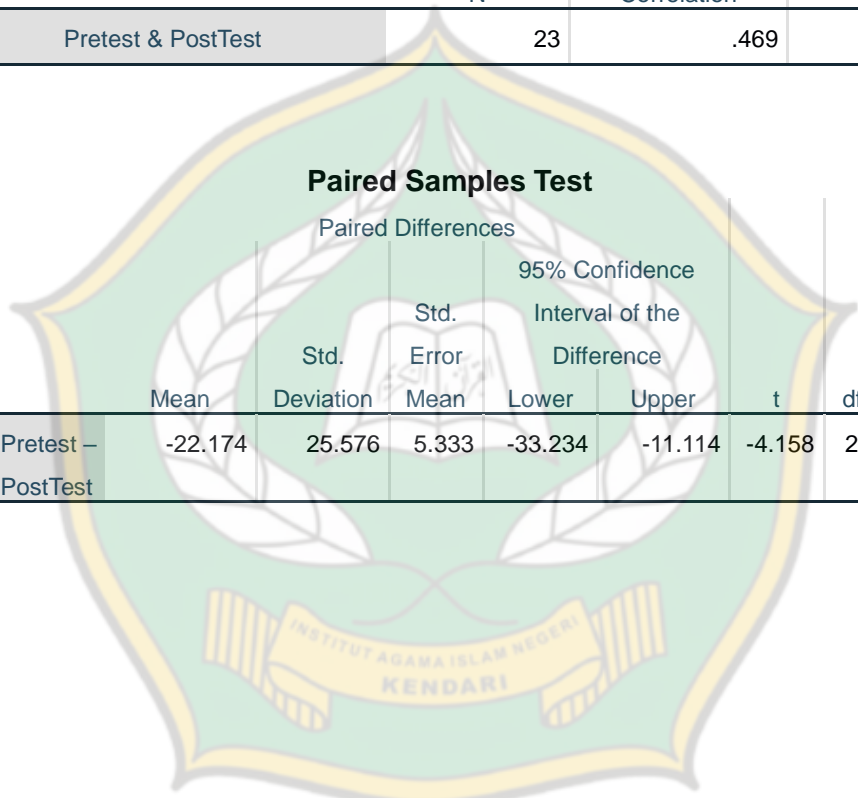 Pretest & PostTest 23 .469
Paired Samples Test
Paired Differences
95% Confidence
Std. Interval of the
Std. Error Difference
Mean Deviation Mean Lower Upper t
Pretest – -22.174 25.576 5.333 -33.234 -11.114 -4.158 2
PostTest
INSTITUT AGAMA ISLAM NEGERI
KENDARI